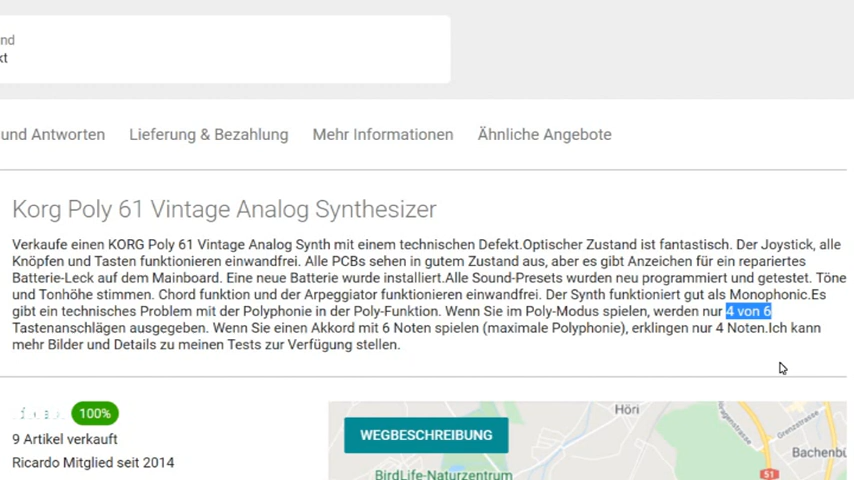 nd
kt
und Antworten Lieferung & Bezahlung Mehr Informationen Ähnliche Angebote
Korg Poly 61 Vintage Analog Synthesizer
Verkaufe einen KORG Poly 61 Vintage Analog Synth mit einem technischen Defekt.Optischer Zustand ist fantastisch. Der Joystick, alle
Knöpfen und Tasten funktionieren einwandfrei. Alle PCBs sehen in gutem Zustand aus, aber es gibt Anzeichen für ein repariertes
Batterie-Leck auf dem Mainboard. Eine neue Batterie wurde installiert.Alle Sound-Presets wurden neu programmiert und getestet. Töne
und Tonhöhe stimmen. Chord funktion und der Arpeggiator funktionieren einwandfrei. Der Synth funktioniert gut als Monophonic.Es
gibt ein technisches Problem mit der Polyphonie in der Poly-Funktion. Wenn Sie im Poly-Modus spielen, werden nur 4 von 6
Tastenanschlägen ausgegeben. Wenn Sie einen Akkord mit 6 Noten spielen (maximale Polyphonie), erklingen nur 4 Noten.Ich kann
mehr Bilder und Details zu meinen Tests zur Verfügung stellen.
100%
9 Artikel verkauft
Ricardo Mitglied seit 2014
WEGBESCHREIBUNG
Höri
BirdLife-Naturzentrum
Grenzstrasse
Bachenbü
51